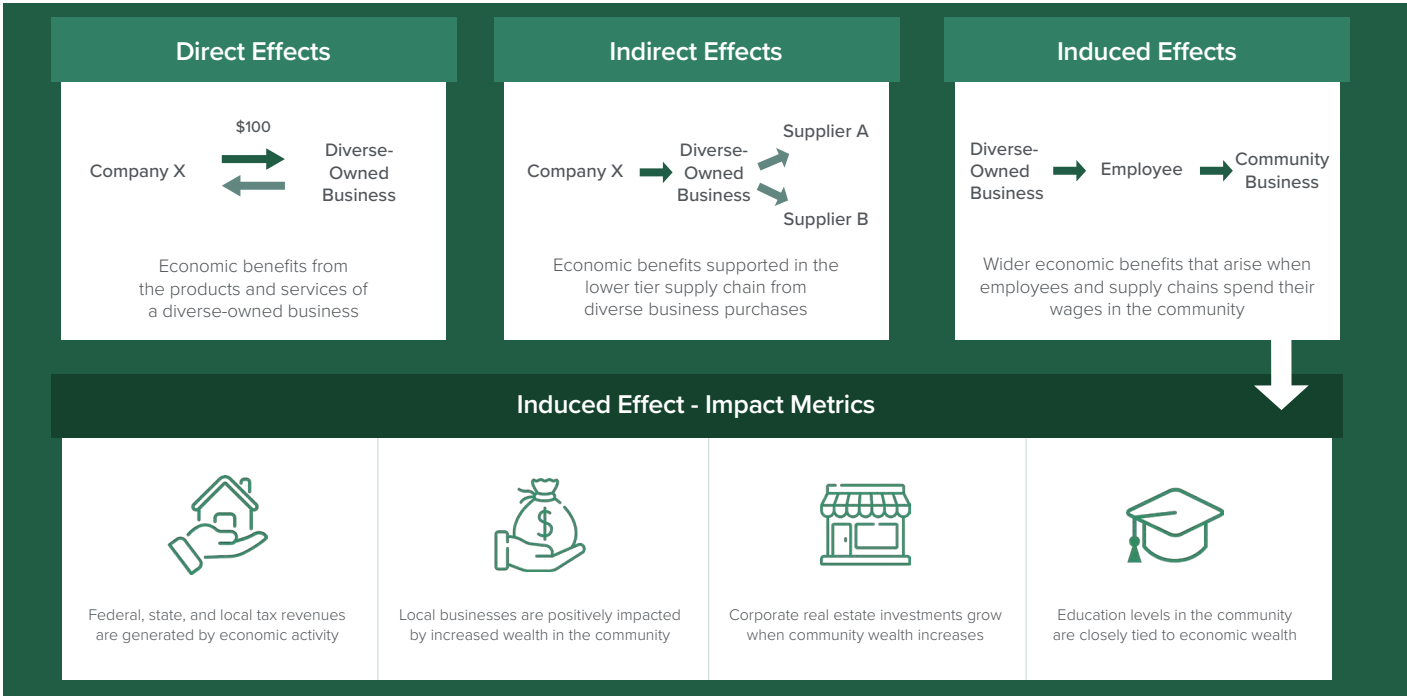 Direct Effects
$100
Company X
Diverse-
Owned
Business
Economic benefits from
the products and services of
a diverse-owned business
Indirect Effects
Company X
Diverse-
Owned
Business
Supplier A
Supplier B
Economic benefits supported in the
lower tier supply chain from
diverse business purchases
Induced Effects
Diverse-
Owned
Business
Employee
Community
Business
Wider economic benefits that arise when
employees and supply chains spend their
wages in the community
Induced Effect - Impact Metrics
$
Federal, state, and local tax revenues
are generated by economic activity
Local businesses are positively impacted
by increased wealth in the community
Corporate real estate investments grow
when community wealth increases
Education levels in the community
are closely tied to economic wealth